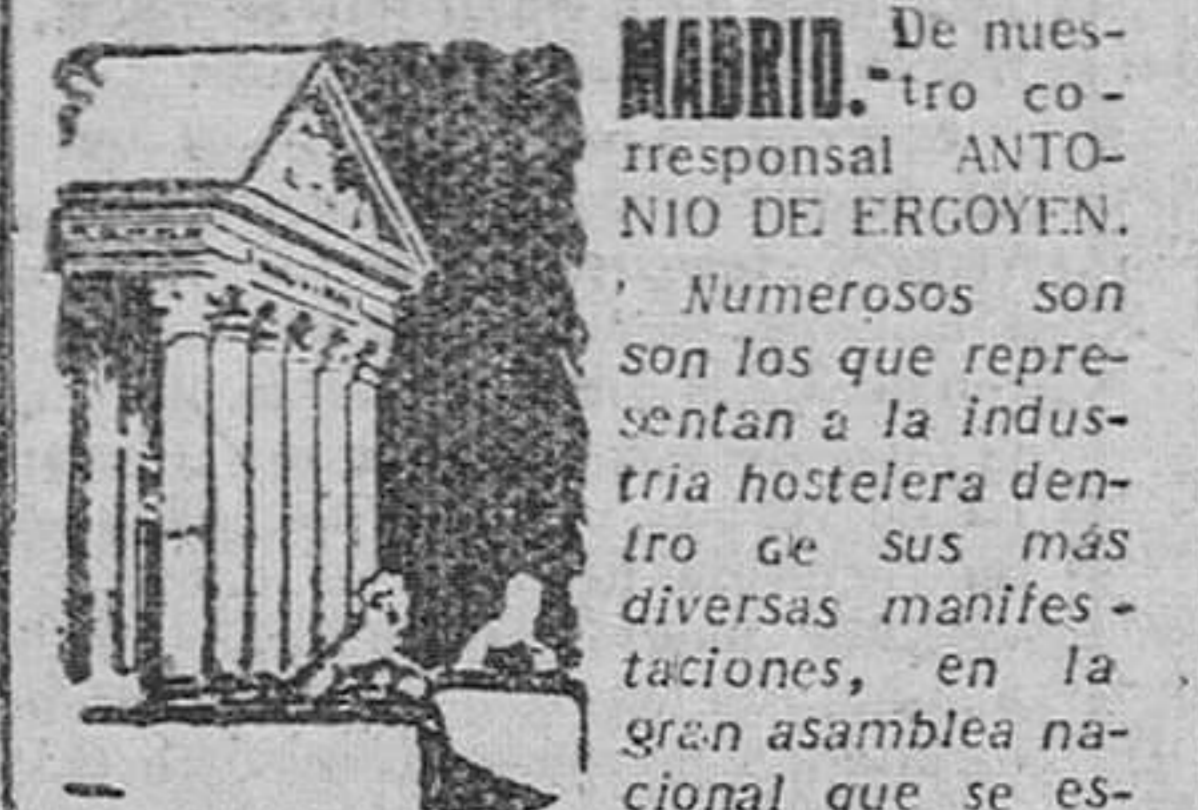 MADRID. De nues-
tro co-
rresponsal ANTO-
NIO DE ERGOYEN.
Numerosos son
son los que repre-
sentan a la indus-
tria hostelera den-
tro de sus más
diversas manifes-
taciones, en la
gran asamblea na-
cional que se es-